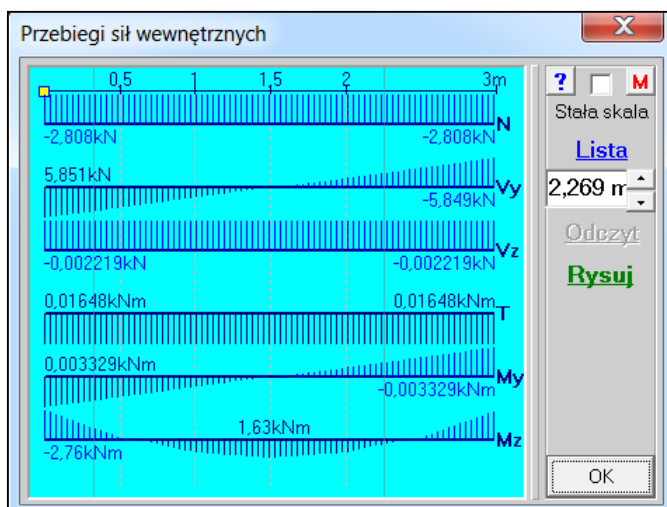 Przebiegi sił wewnętrznych
0,5 1 1,5 2 3m
N
-2,808kN -2,808kN
5,851kN
Vy
-5,849kN
Vz
-0,002219kN -0,002219kN
0,01648kNm 0,01648kNm
T
0,003329kNm
My
-0,003329kNm
1,63kNm
Mz
-2,76kNm
? M
Stała skala
Lista
2,269 m
Odczyt
Rysuj
OK